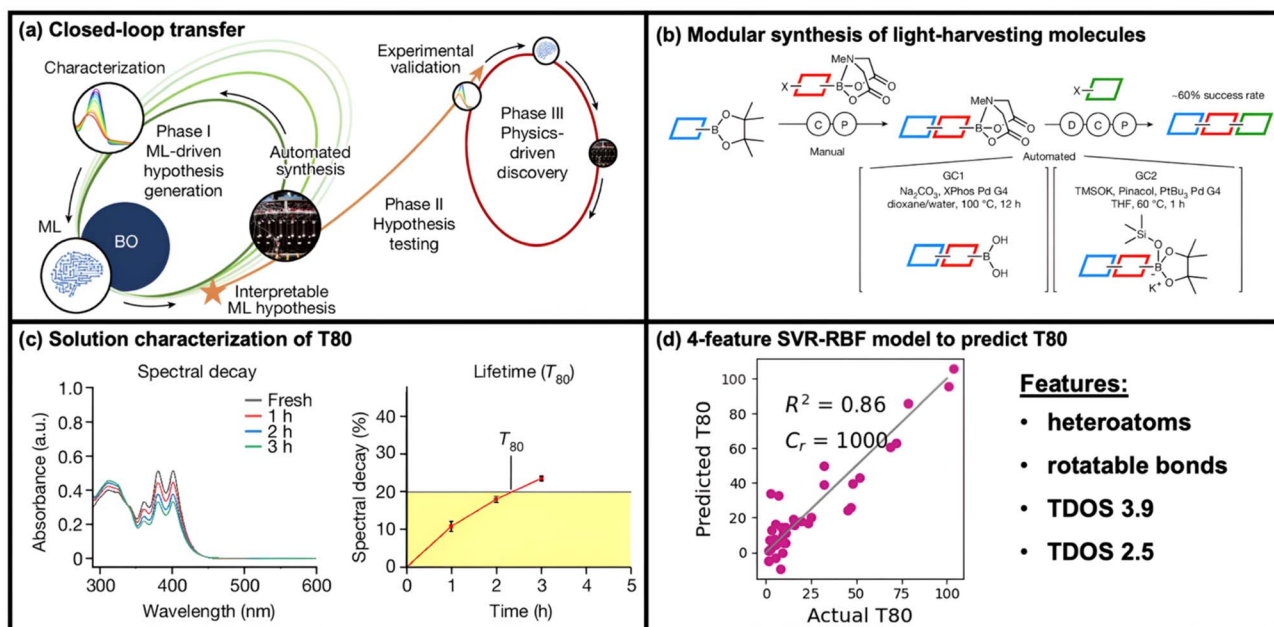 (a) Closed-loop transfer
Characterization
Phase I
ML-driven
hypothesis
generation
Automated
synthesis
ML
BO
Interpretable
ML hypothesis
Experimental
validation
Phase II
Hypothesis
testing
Phase III
Physics-
driven
discovery
(b) Modular synthesis of light-harvesting molecules
B
O
O
X
MeN
B
O
O
O
O
C P
Manual
MeN
B
O
O
O
O
X
D C P
Automated
~60% success rate
GC1
Na₂CO₃, XPhos Pd G4
dioxane/water, 100 °C, 12 h
B
OH
OH
GC2
TMSOK, Pinacol, PtBu₃ Pd G4
THF, 60 °C, 1 h
Si
O
O
B
-
O
K⁺
(c) Solution characterization of T80
Spectral decay
Absorbance (a.u.)
1.0
0.8
0.6
0.4
0.2
0
300 400 500 600
Wavelength (nm)
Fresh
1 h
2 h
3 h
Lifetime (T₈₀)
Spectral decay (%)
50
40
30
20
10
0
T₈₀
0 1 2 3 4 5
Time (h)
(d) 4-feature SVR-RBF model to predict T80
Predicted T80
100
80
60
40
20
0
R² = 0.86
Cᵣ = 1000
0 25 50 75 100
Actual T80
Features:
• heteroatoms
• rotatable bonds
• TDOS 3.9
• TDOS 2.5